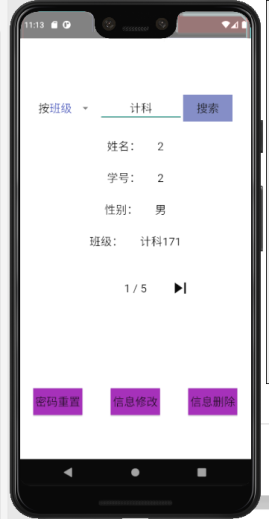 11:13
按班级 计科 搜索
姓名： 2
学号： 2
性别： 男
班级： 计科171
1 / 5
密码重置 信息修改 信息删除